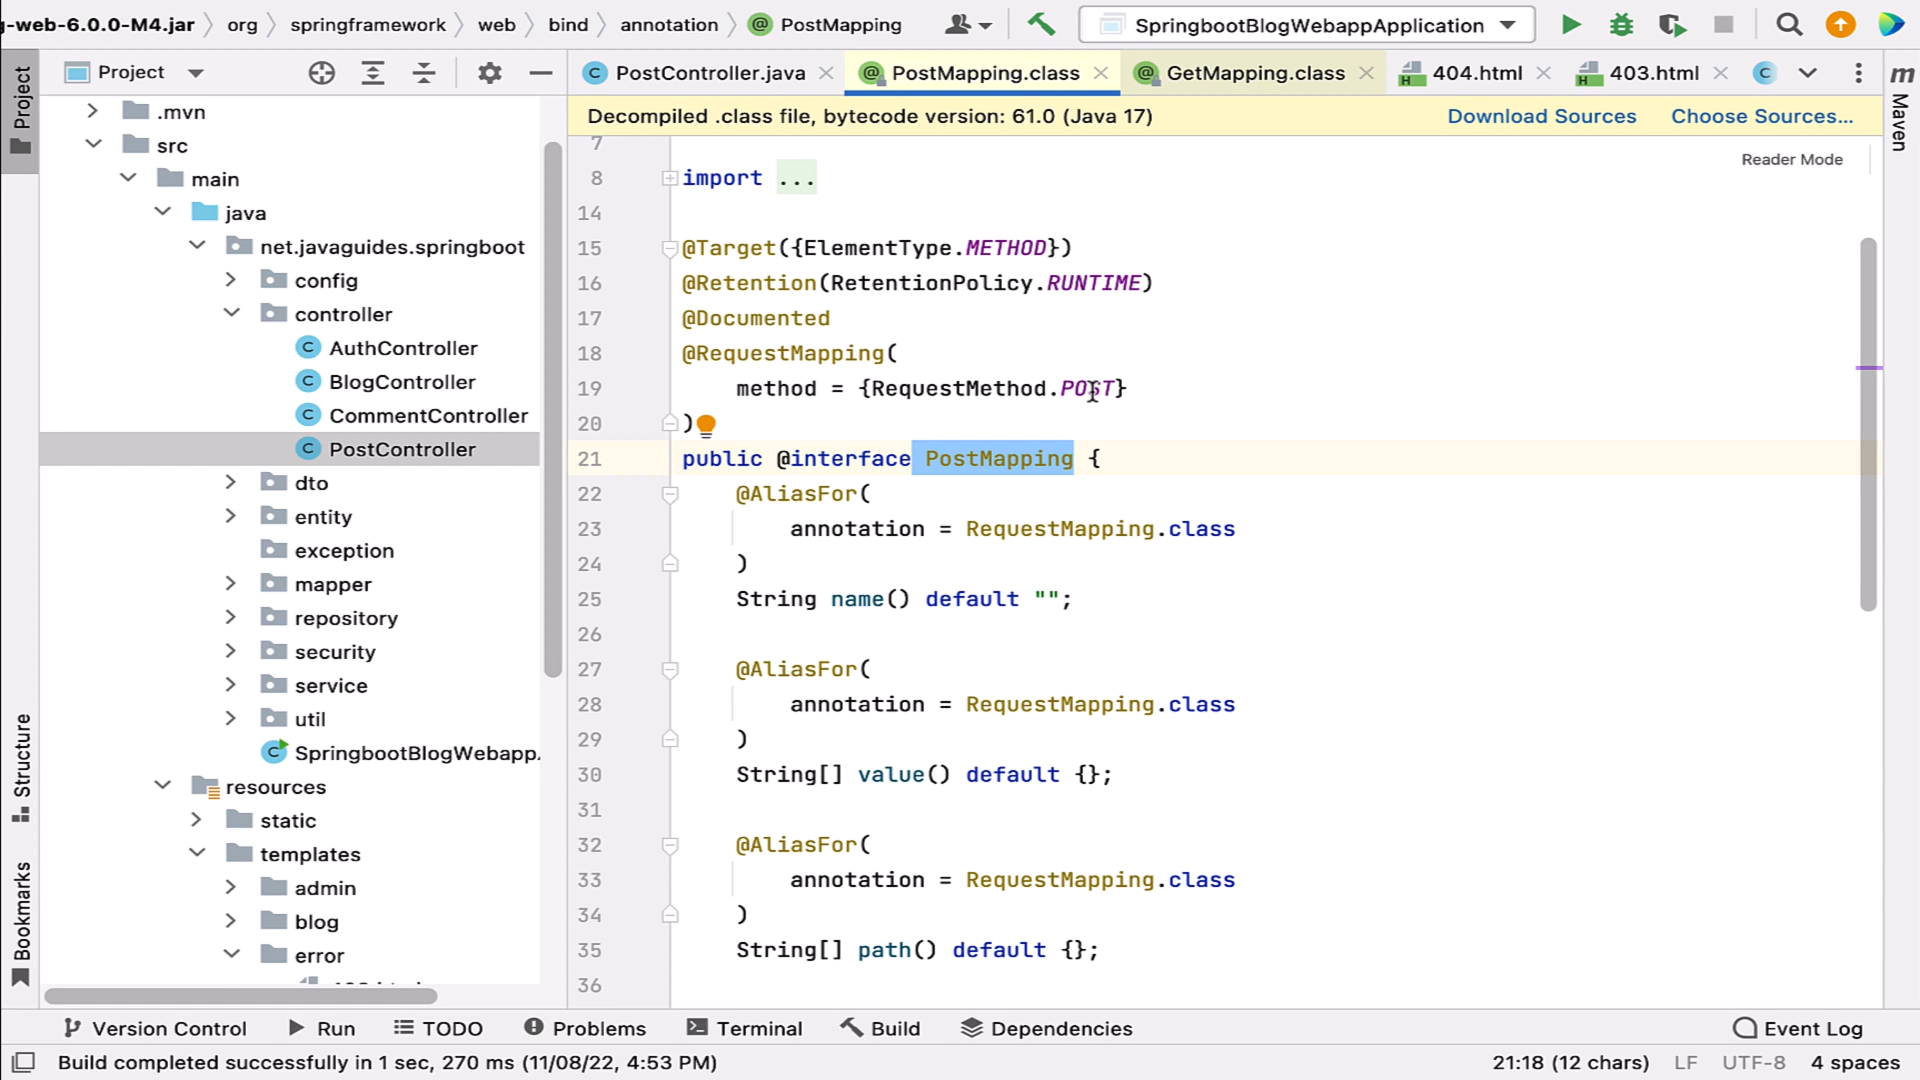 g-web-6.0.0-M4.jar org springframework web bind annotation PostMapping SpringbootBlogWebappApplication
Project
PostController.java PostMapping.class GetMapping.class 404.html 403.html
Decompiled .class file, bytecode version: 61.0 (Java 17) Download Sources Choose Sources...
Reader Mode
Project
Structure
Bookmarks
m Maven
.mvn
src
main
java
net.javaguides.springboot
config
controller
AuthController
BlogController
CommentController
PostController
dto
entity
exception
mapper
repository
security
service
util
SpringbootBlogWebapp
resources
static
templates
admin
blog
error
7
8 import ...
14
15 @Target({ElementType.METHOD})
16 @Retention(RetentionPolicy.RUNTIME)
17 @Documented
18 @RequestMapping(
19 method = {RequestMethod.POST}
20 )
21 public @interface PostMapping {
22 @AliasFor(
23 annotation = RequestMapping.class
24 )
25 String name() default "";
26
27 @AliasFor(
28 annotation = RequestMapping.class
29 )
30 String[] value() default {};
31
32 @AliasFor(
33 annotation = RequestMapping.class
34 )
35 String[] path() default {};
36
Version Control Run TODO Problems Terminal Build Dependencies Event Log
Build completed successfully in 1 sec, 270 ms (11/08/22, 4:53 PM) 21:18 (12 chars) LF UTF-8 4 spaces